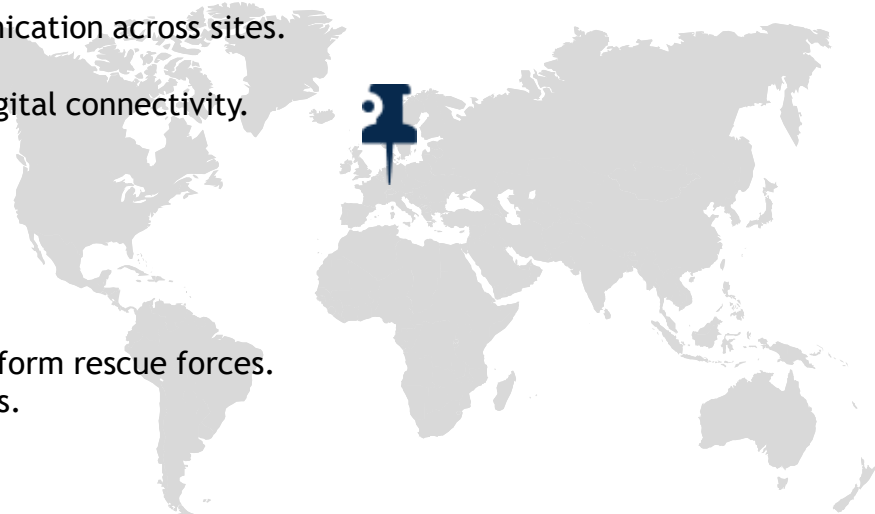 nication across sites.
gital connectivity.
form rescue forces.
s.